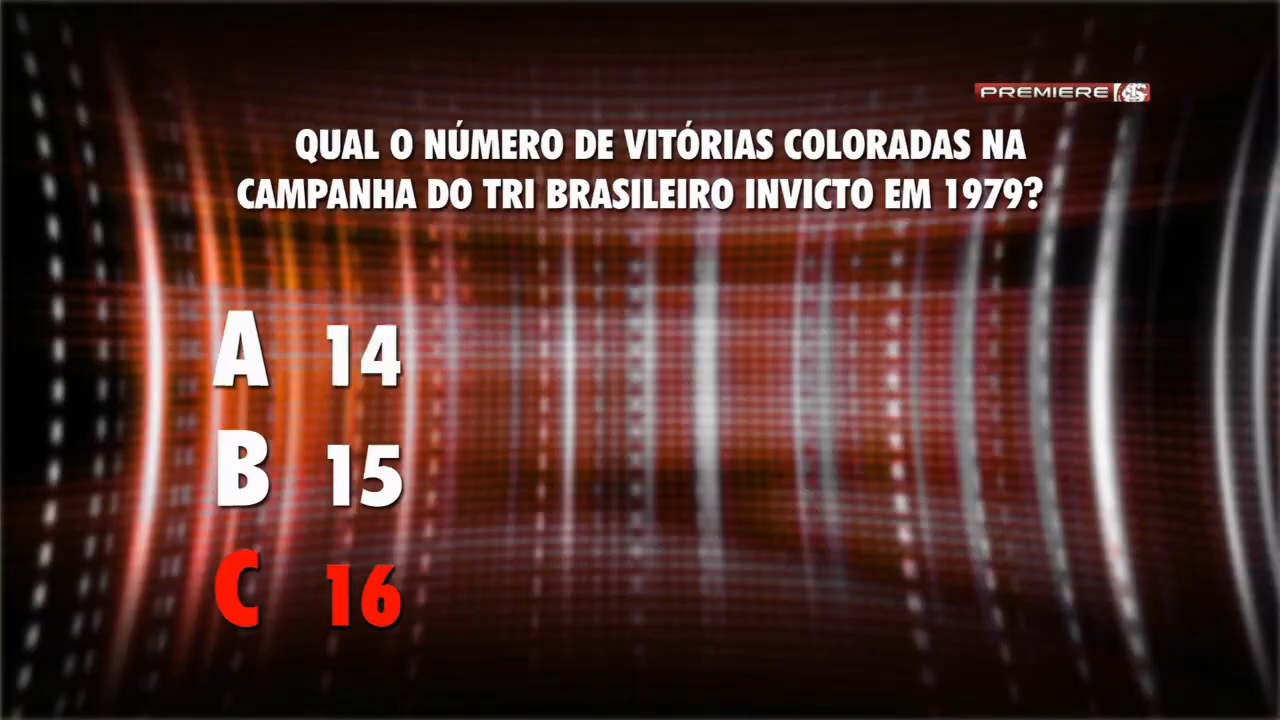 PREMIERE
QUAL O NÚMERO DE VITÓRIAS COLORADAS NA
CAMPANHA DO TRI BRASILEIRO INVICTO EM 1979?
A 14
B 15
C 16